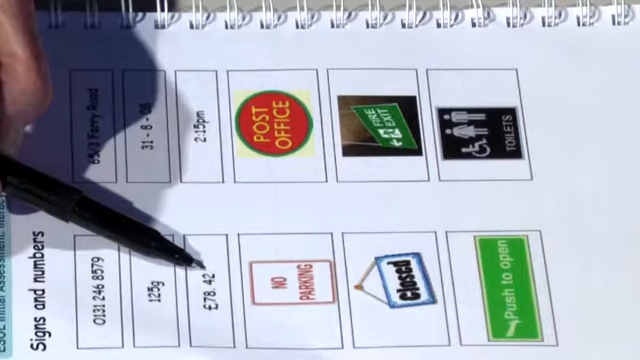 ESOL Initial Assessment:
Signs and numbers
0131 246 8579
65/3 Ferry Road
125g
31 - 8 - 08
£78. 42
2:15pm
NO
PARKING
POST
OFFICE
Closed
FIRE
EXIT
Push to open
TOILETS